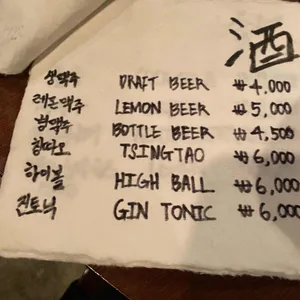 酒
생맥주 DRAFT BEER ₩4,000
레몬맥주 LEMON BEER ₩5,000
병맥주 BOTTLE BEER ₩4,500
칭따오 TSINGTAO ₩6,000
하이볼 HIGH BALL ₩6,000
진토닉 GIN TONIC ₩6,000